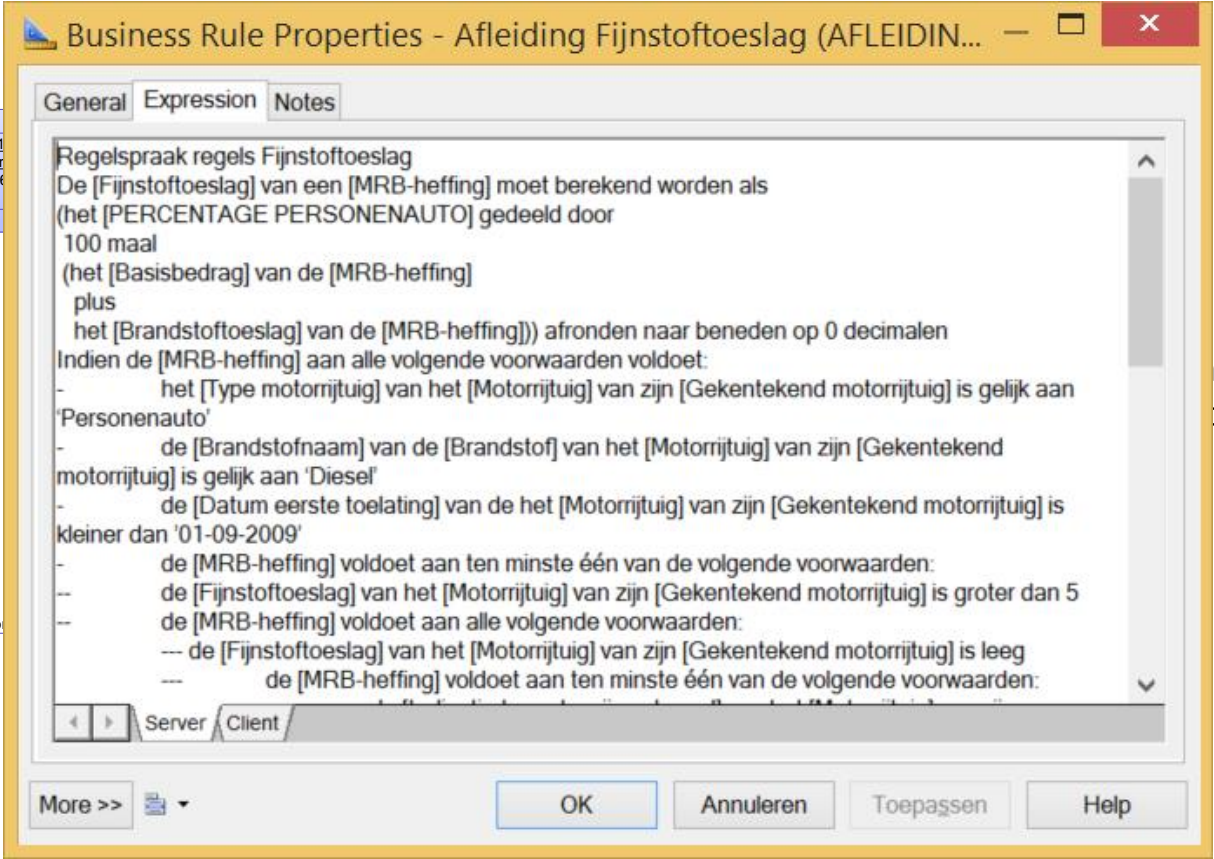 Business Rule Properties - Afleiding Fijnstoftoeslag (AFLEIDIN...
General Expression Notes
Regelspraak regels Fijnstoftoeslag
De [Fijnstoftoeslag] van een [MRB-heffing] moet berekend worden als
(het [PERCENTAGE PERSONENAUTO] gedeeld door
100 maal
(het [Basisbedrag] van de [MRB-heffing]
plus
het [Brandstoftoeslag] van de [MRB-heffing])) afronden naar beneden op 0 decimalen
Indien de [MRB-heffing] aan alle volgende voorwaarden voldoet:
- het [Type motorrijtuig] van het [Motorrijtuig] van zijn [Gekentekend motorrijtuig] is gelijk aan
‘Personenauto’
- de [Brandstofnaam] van de [Brandstof] van het [Motorrijtuig] van zijn [Gekentekend
motorrijtuig] is gelijk aan ‘Diesel’
- de [Datum eerste toelating] van de het [Motorrijtuig] van zijn [Gekentekend motorrijtuig] is
kleiner dan '01-09-2009'
- de [MRB-heffing] voldoet aan ten minste één van de volgende voorwaarden:
-- de [Fijnstoftoeslag] van het [Motorrijtuig] van zijn [Gekentekend motorrijtuig] is groter dan 5
-- de [MRB-heffing] voldoet aan alle volgende voorwaarden:
--- de [Fijnstoftoeslag] van het [Motorrijtuig] van zijn [Gekentekend motorrijtuig] is leeg
--- de [MRB-heffing] voldoet aan ten minste één van de volgende voorwaarden:
Server Client
More >> OK Annuleren Toepassen Help